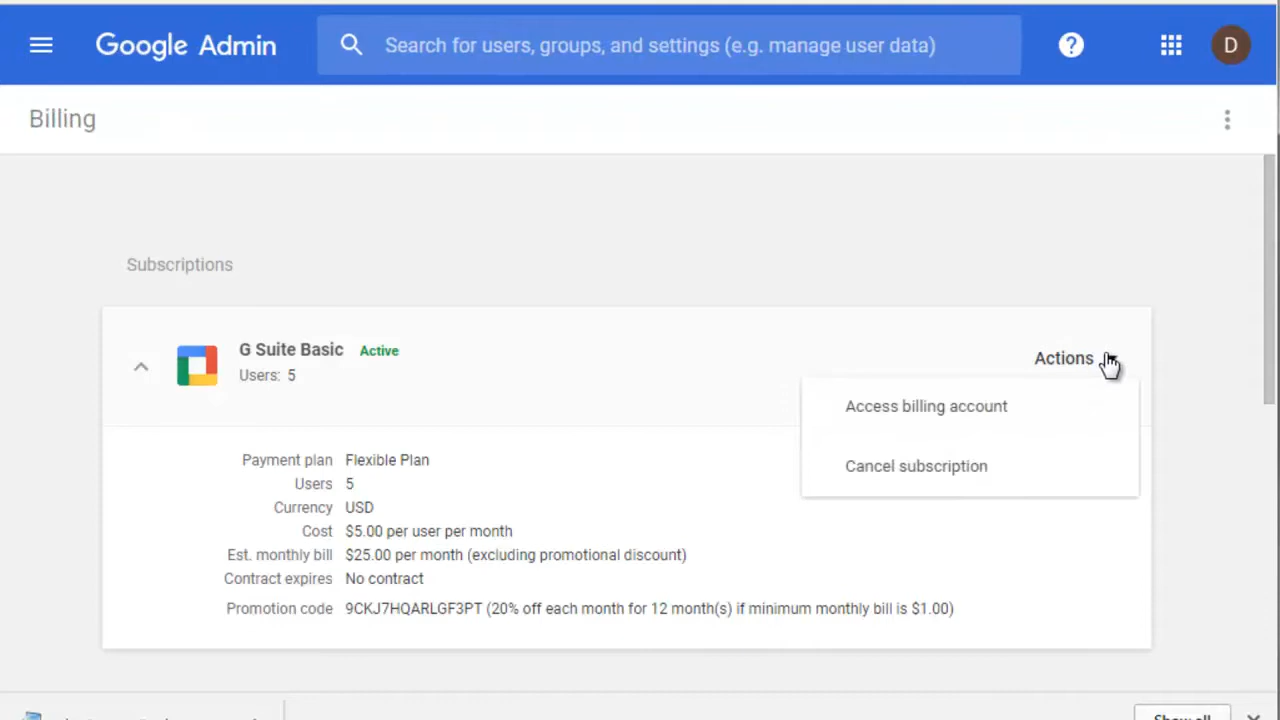 Google Admin
Search for users, groups, and settings (e.g. manage user data)
D
Billing
Subscriptions
G Suite Basic Active
Users: 5
Actions
Access billing account
Cancel subscription
Payment plan Flexible Plan
Users 5
Currency USD
Cost $5.00 per user per month
Est. monthly bill $25.00 per month (excluding promotional discount)
Contract expires No contract
Promotion code 9CKJ7HQARLGF3PT (20% off each month for 12 month(s) if minimum monthly bill is $1.00)
Show all